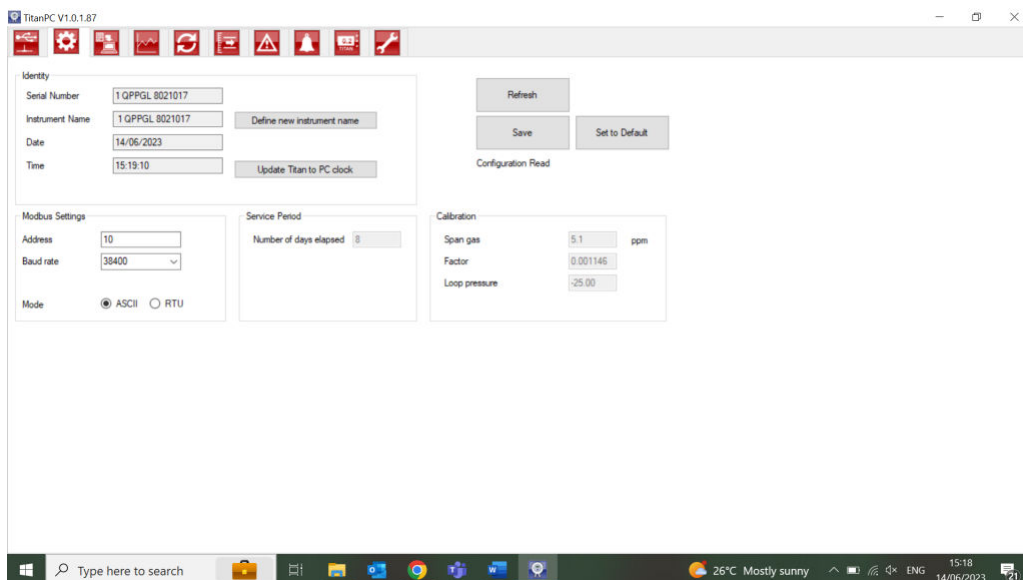 TitanPC V1.0.1.87
TITAN
Identity
Serial Number 1 QPPGL 8021017
Instrument Name 1 QPPGL 8021017 Define new instrument name
Date 14/06/2023
Time 15:19:10 Update Titan to PC clock
Refresh
Save Set to Default
Configuration Read
Modbus Settings
Address 10
Baud rate 38400
Mode ASCII RTU
Service Period
Number of days elapsed 8
Calibration
Span gas 5.1 ppm
Factor 0.001146
Loop pressure -25.00
Type here to search
26°C Mostly sunny
ENG
15:18
14/06/2023
21